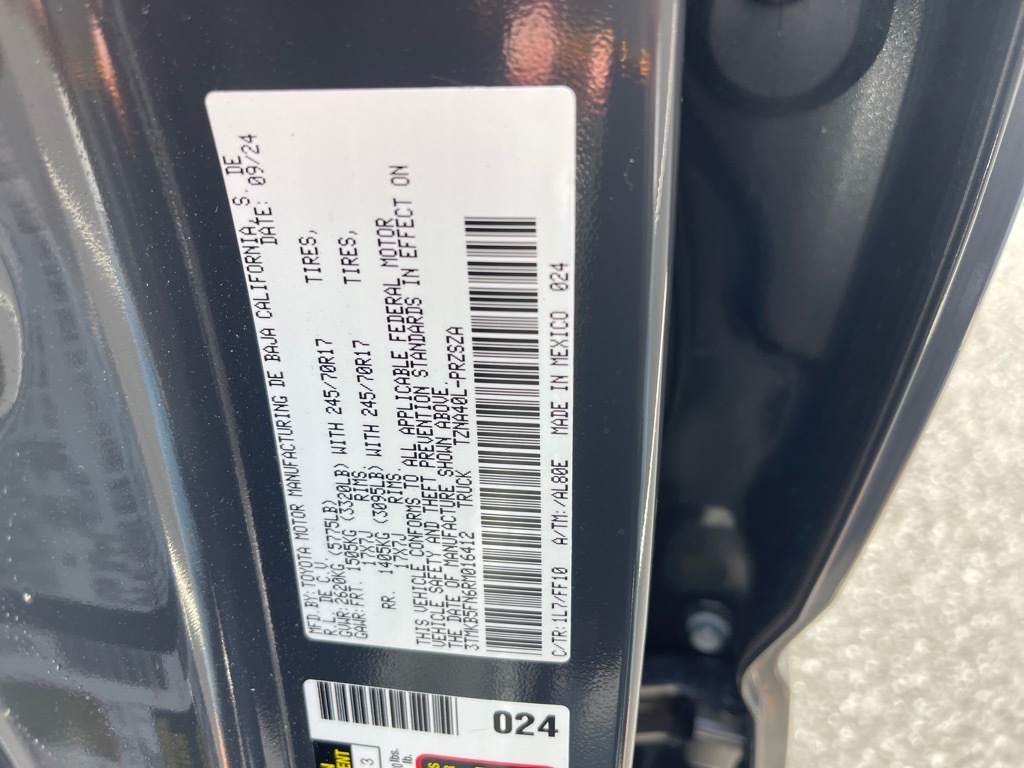 MFD.BY:TOYOTA MOTOR MANUFACTURING DE BAJA CALIFORNIA, S. DE
R.L. DE C.V. DATE: 09/24
GVWR:2620KG (5775LB)
GAWR:FRT. 1505KG (3320LB) WITH 245/70R17 TIRES,
17X7J RIMS
RR. 1405KG (3095LB) WITH 245/70R17 TIRES,
17X7J RIMS
THIS VEHICLE CONFORMS TO ALL APPLICABLE FEDERAL MOTOR
VEHICLE SAFETY AND THEFT PREVENTION STANDARDS IN EFFECT ON
THE DATE OF MANUFACTURE SHOWN ABOVE.
3TMKB5FN6RM016412 TRUCK TZNA40L-PRZSZA
C/TR:1L7/FF10 A/TM:/AL80E MADE IN MEXICO 024
024
3
lbs.
lb.